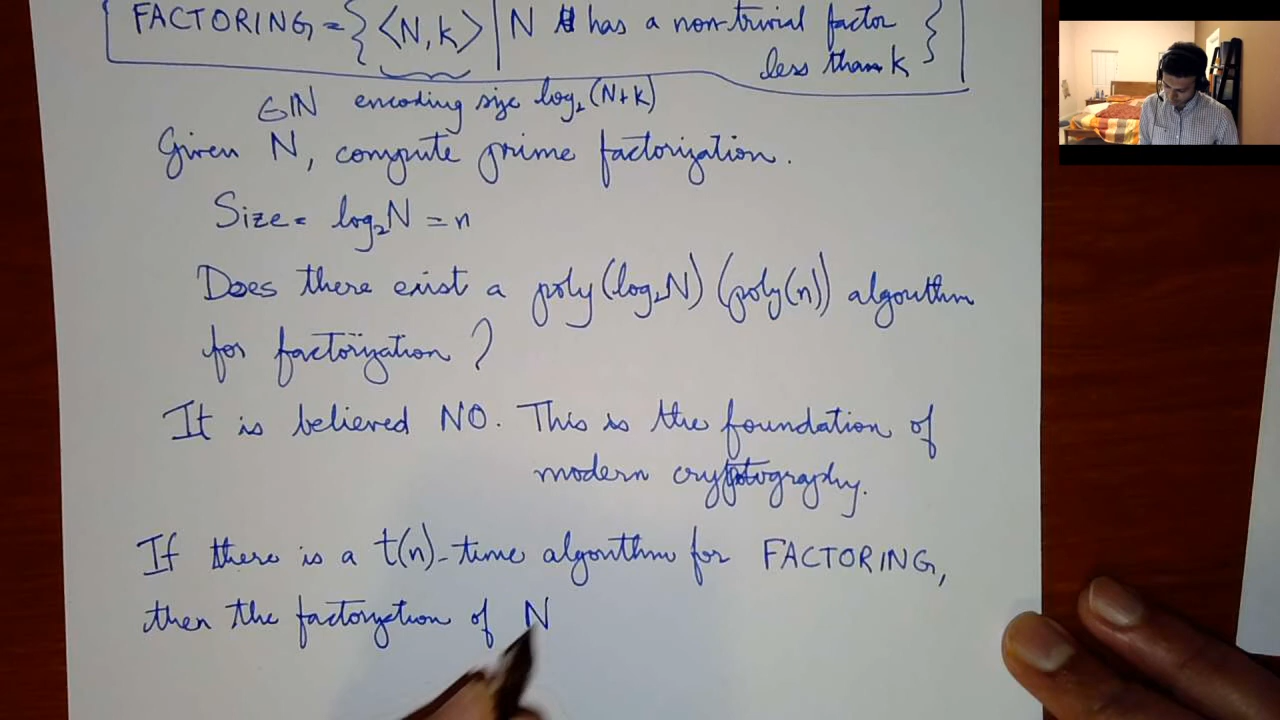 FACTORING = { <N, k> | N has a non-trivial factor
less than k }
GIN encoding size log₂(N+k)
Given N, compute prime factorization.
Size = log₂N = n
Does there exist a poly(log₂N) (poly(n)) algorithm
for factorization?
It is believed NO. This is the foundation of
modern cryptography.
If there is a t(n)-time algorithm for FACTORING,
then the factorization of N